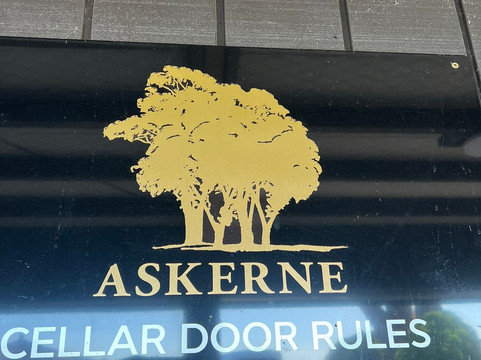 ASKERNE
CELLAR DOOR RULES